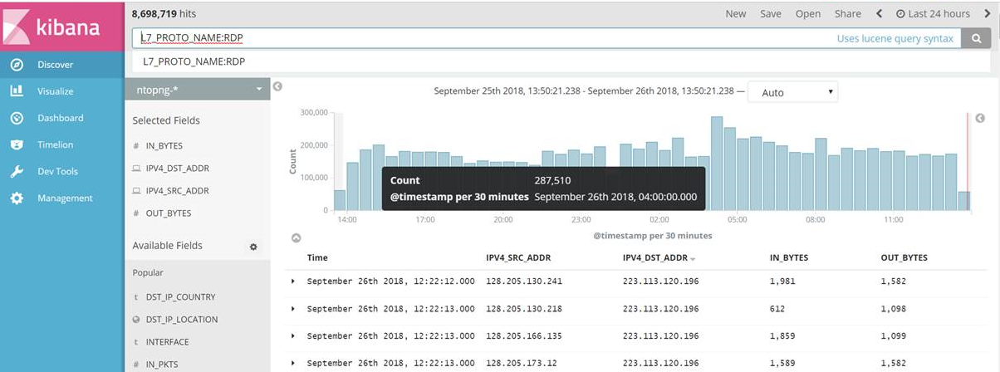 8,698,719 hits
New Save Open Share Last 24 hours
kibana
L7_PROTO_NAME:RDP
Uses lucene query syntax
L7_PROTO_NAME:RDP
Discover
Visualize
Dashboard
Timelion
Dev Tools
Management
ntopng-*
Selected Fields
# IN_BYTES
IPV4_DST_ADDR
IPV4_SRC_ADDR
# OUT_BYTES
Available Fields
Popular
t DST_IP_COUNTRY
DST_IP_LOCATION
t INTERFACE
# IN_PKTS
September 25th 2018, 13:50:21.238 - September 26th 2018, 13:50:21.238 — Auto
300,000
200,000
100,000
0
Count
Count 287,510
@timestamp per 30 minutes September 26th 2018, 04:00:00.000
14:00 17:00 20:00 23:00 02:00 05:00 08:00 11:00
@timestamp per 30 minutes
Time IPV4_SRC_ADDR IPV4_DST_ADDR IN_BYTES OUT_BYTES
September 26th 2018, 12:22:12.000 128.205.130.241 223.113.120.196 1,981 1,582
September 26th 2018, 12:22:13.000 128.205.130.218 223.113.120.196 612 1,098
September 26th 2018, 12:22:13.000 128.205.166.135 223.113.120.196 1,859 1,099
September 26th 2018, 12:22:13.000 128.205.173.12 223.113.120.196 1,589 1,582